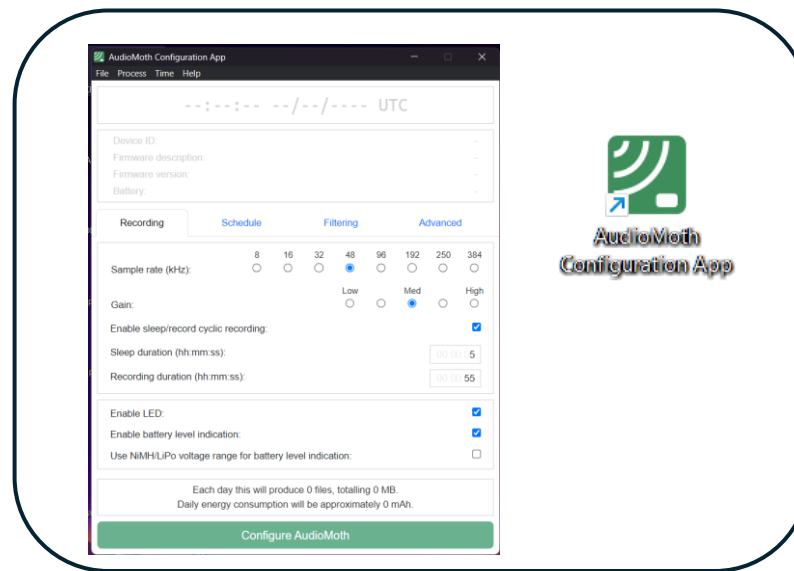 AudioMoth Configuration App
File Process Time Help
--:--:-- --/--/---- UTC
Device ID: -
Firmware description: -
Firmware version: -
Battery: -
Recording Schedule Filtering Advanced
8 16 32 48 96 192 250 384
Sample rate (kHz):
Low Med High
Gain:
Enable sleep/record cyclic recording:
Sleep duration (hh:mm:ss): 00:00:05
Recording duration (hh:mm:ss): 00:00:55
Enable LED:
Enable battery level indication:
Use NiMH/LiPo voltage range for battery level indication:
Each day this will produce 0 files, totalling 0 MB.
Daily energy consumption will be approximately 0 mAh.
Configure AudioMoth
AudioMoth
Configuration App